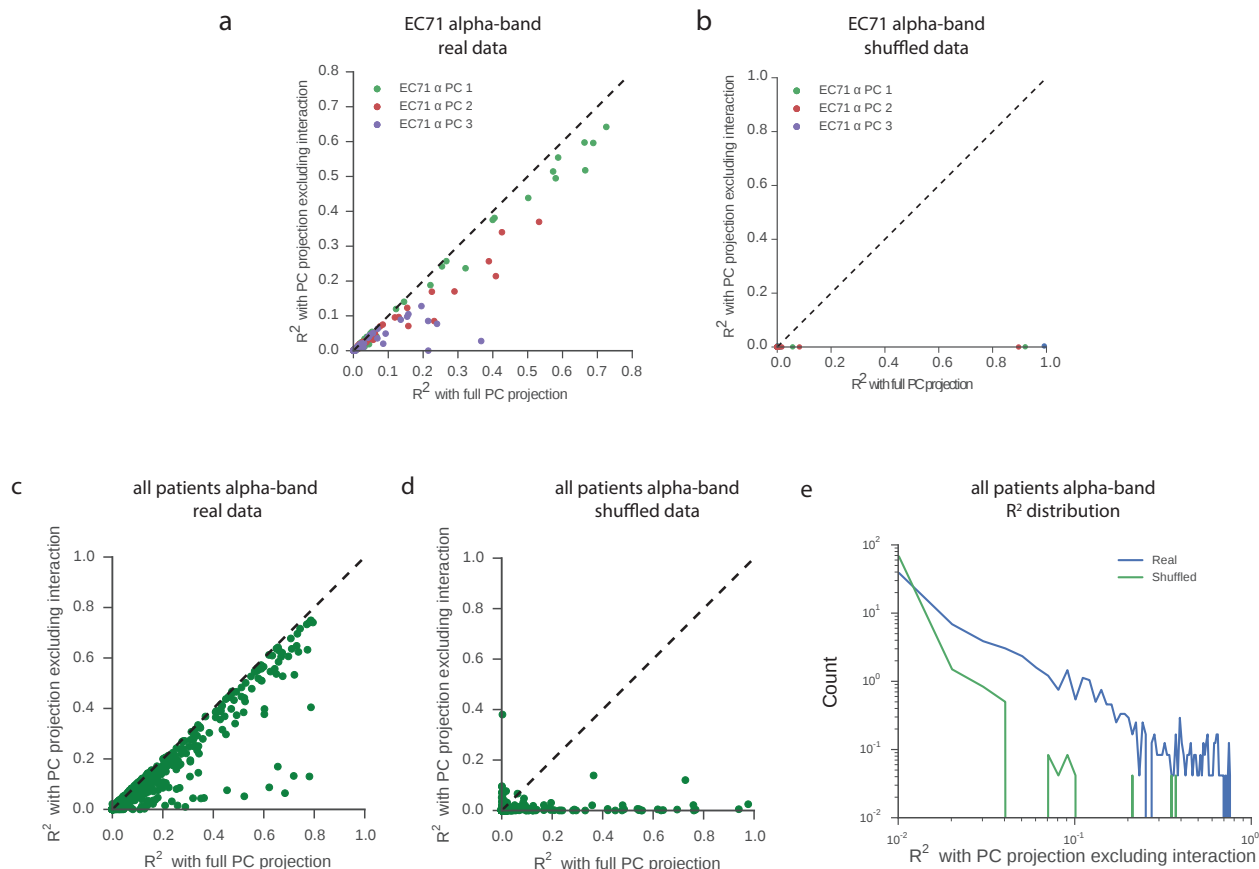 a
EC71 alpha-band
real data
R2 with PC projection excluding interaction
0.8
0.7
0.6
0.5
0.4
0.3
0.2
0.1
0.0
EC71 α PC 1
EC71 α PC 2
EC71 α PC 3
0.0 0.1 0.2 0.3 0.4 0.5 0.6 0.7 0.8
R2 with full PC projection
b
EC71 alpha-band
shuffled data
R2 with PC projection excluding interaction
1.0
0.8
0.6
0.4
0.2
0.0
EC71 α PC 1
EC71 α PC 2
EC71 α PC 3
0.0 0.2 0.4 0.6 0.8 1.0
R2 with full PC projection
c
all patients alpha-band
real data
R2 with PC projection excluding interaction
1.0
0.8
0.6
0.4
0.2
0.0
0.0 0.2 0.4 0.6 0.8 1.0
R2 with full PC projection
d
all patients alpha-band
shuffled data
R2 with PC projection excluding interaction
1.0
0.8
0.6
0.4
0.2
0.0
0.0 0.2 0.4 0.6 0.8 1.0
R2 with full PC projection
e
all patients alpha-band
R² distribution
Count
10^2
10^1
10^0
10^-1
10^-2
Real
Shuffled
10^-2 10^-1 10^0
R2 with PC projection excluding interaction